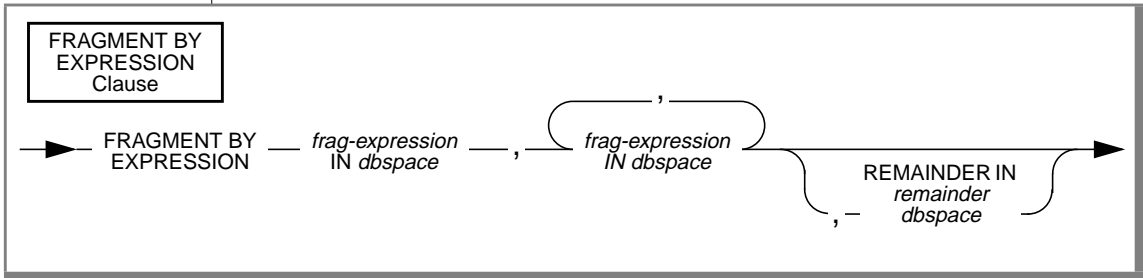 FRAGMENT BY
EXPRESSION
Clause
,
FRAGMENT BY
EXPRESSION
frag-expression
IN dbspace
,
frag-expression
IN dbspace
REMAINDER IN
remainder
dbspace
,